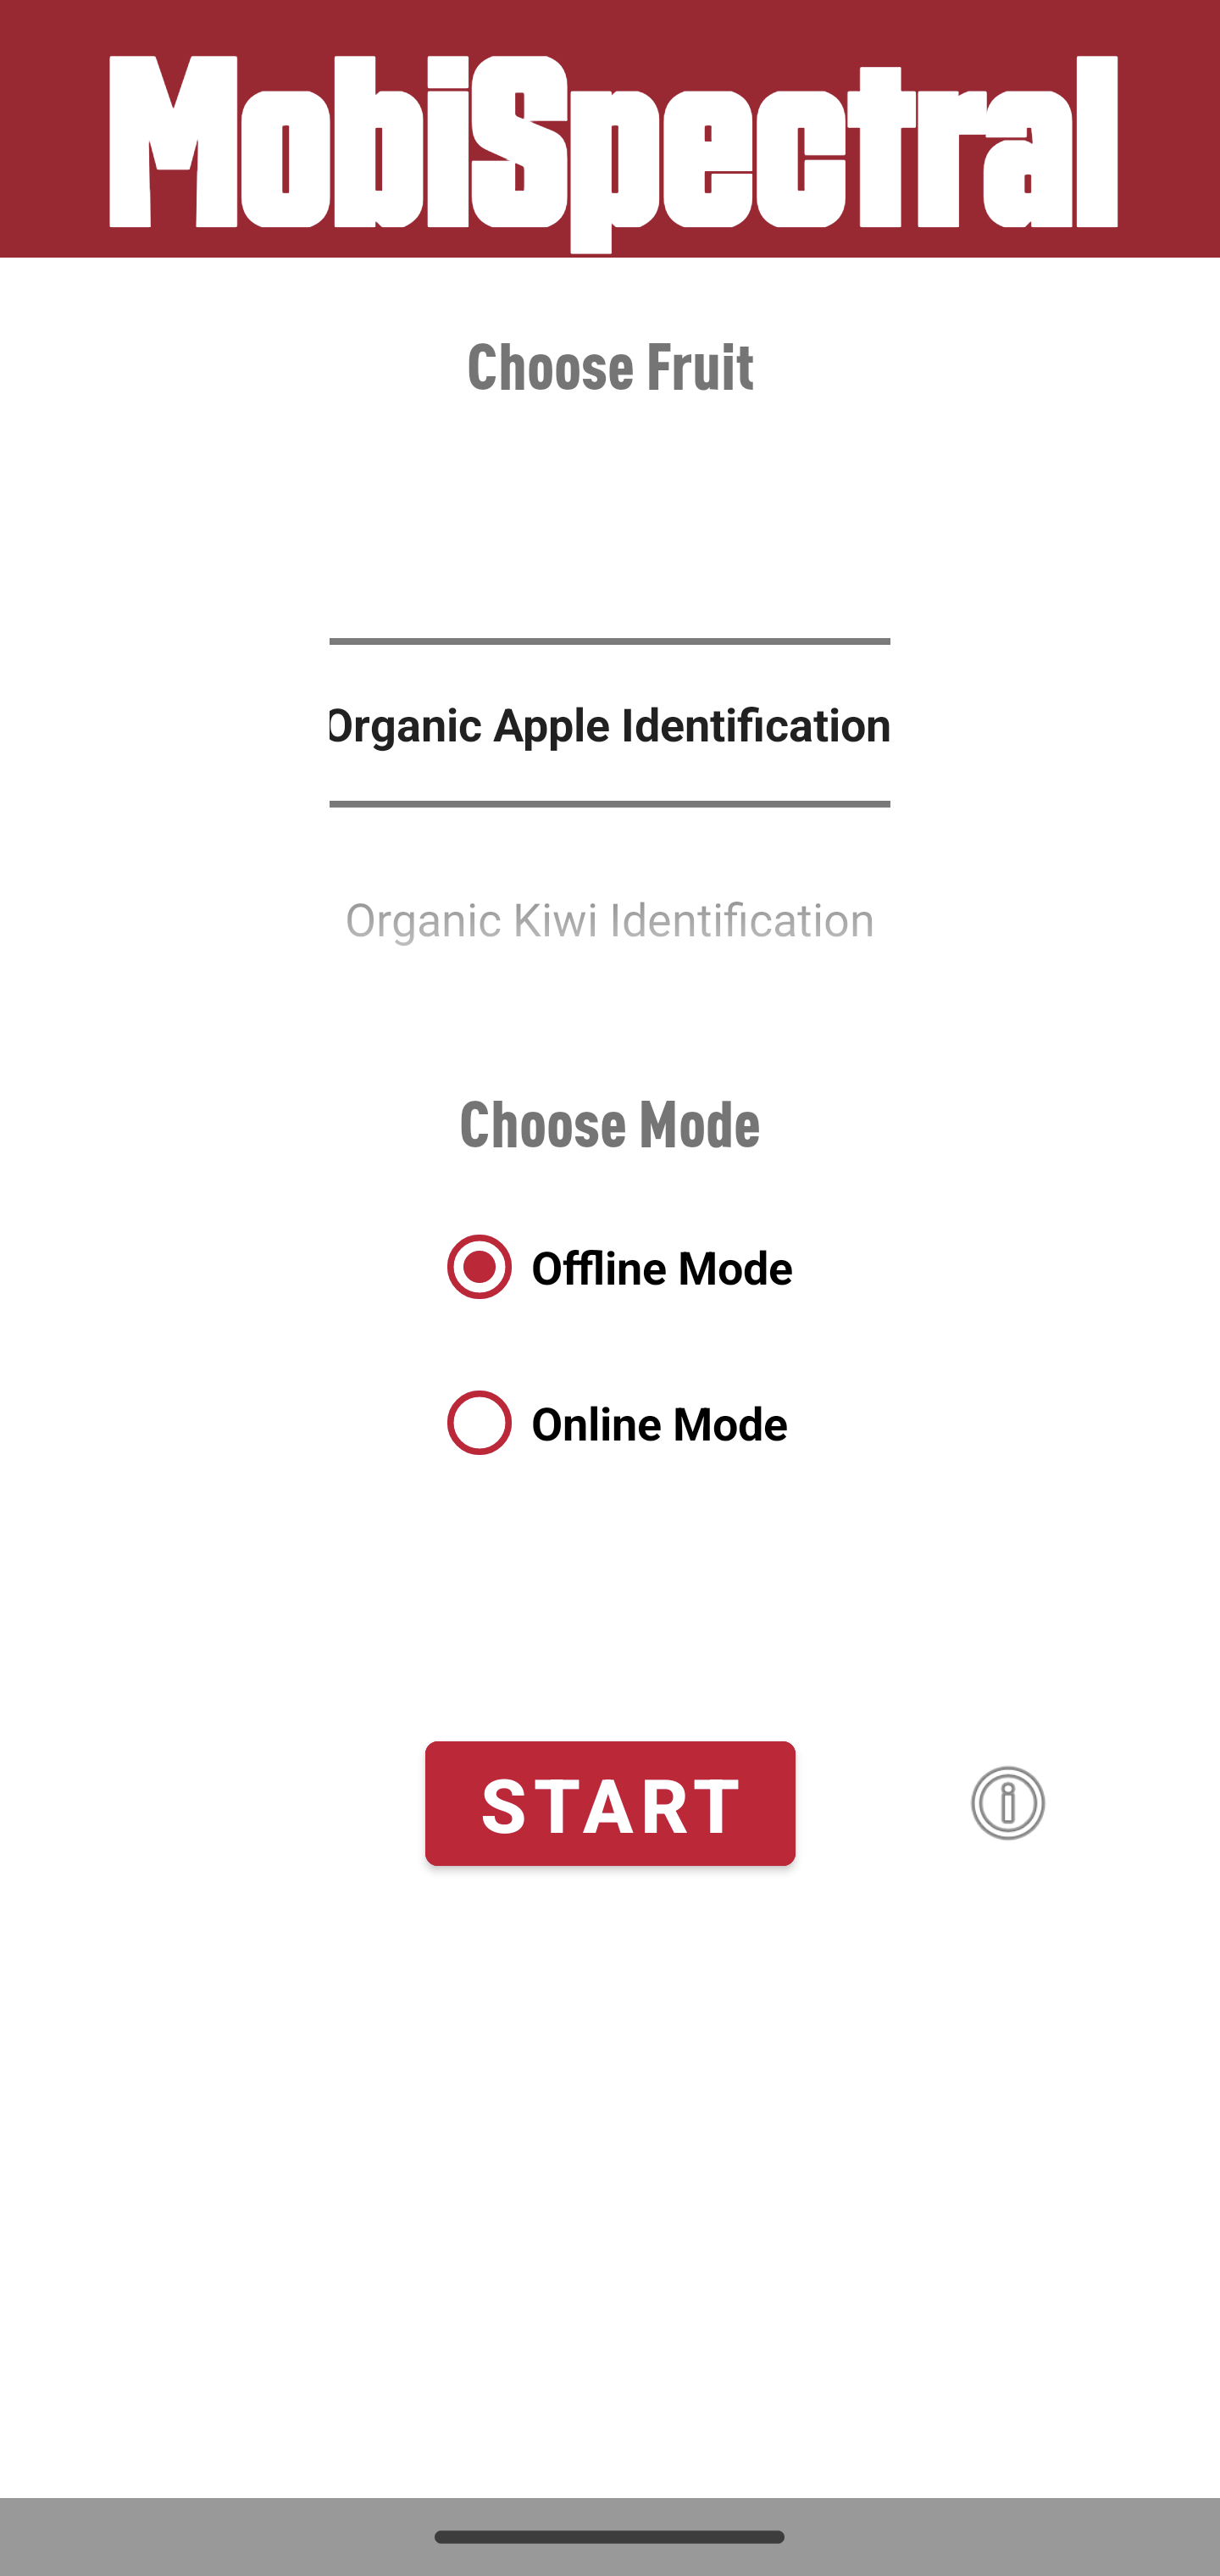 MobiSpectral
Choose Fruit
Organic Apple Identification
Organic Kiwi Identification
Choose Mode
Offline Mode
Online Mode
START